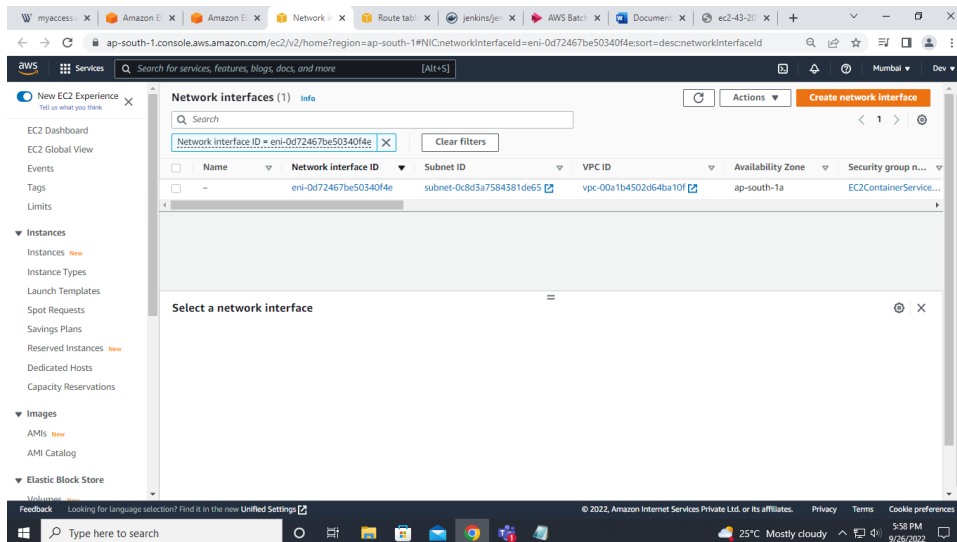 myaccess
Amazon E
Amazon E
Network in
Route tabl
jenkins/jen
AWS Batch
Document
ec2-43-20
ap-south-1.console.aws.amazon.com/ec2/v2/home?region=ap-south-1#NIC:networkInterfaceId=eni-0d72467be50340f4e;sort=desc:networkInterfaceId
aws
Services
Search for services, features, blogs, docs, and more
[Alt+S]
Mumbai
Dev
New EC2 Experience
Tell us what you think
EC2 Dashboard
EC2 Global View
Events
Tags
Limits
Instances
Instances New
Instance Types
Launch Templates
Spot Requests
Savings Plans
Reserved Instances New
Dedicated Hosts
Capacity Reservations
Images
AMIs New
AMI Catalog
Elastic Block Store
Volumes New
Network interfaces (1) Info
Actions
Create network interface
Search
1
Network interface ID = eni-0d72467be50340f4e
Clear filters
Name Network interface ID Subnet ID VPC ID Availability Zone Security group n...
– eni-0d72467be50340f4e subnet-0c8d3a7584381de65 vpc-00a1b4502d64ba10f ap-south-1a EC2ContainerService...
Select a network interface
Feedback Looking for language selection? Find it in the new Unified Settings
© 2022, Amazon Internet Services Private Ltd. or its affiliates. Privacy Terms Cookie preferences
Type here to search
25°C Mostly cloudy
5:58 PM
9/26/2022